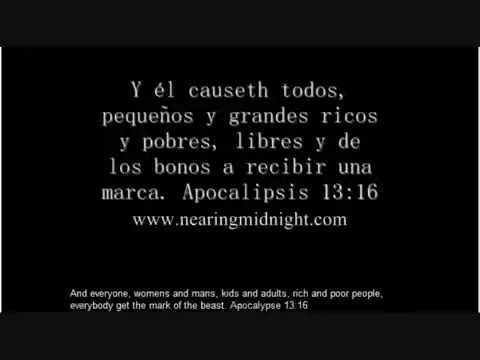 Y él causeth todos,
pequeños y grandes ricos
y pobres, libres y de
los bonos a recibir una
marca. Apocalipsis 13:16
www.nearingmidnight.com
And everyone, womens and mans, kids and adults, rich and poor people,
everybody get the mark of the beast. Apocalypse 13:16